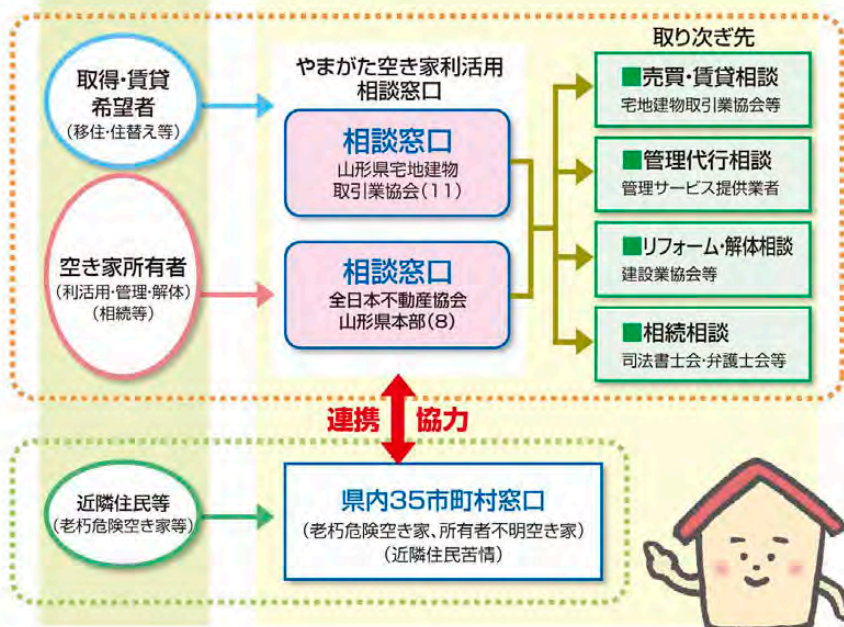 取得・賃貸
希望者
(移住・住替え等)
空き家所有者
(利活用・管理・解体)
(相続等)
やまがた空き家利活用
相談窓口
相談窓口
山形県宅地建物
取引業協会(11)
相談窓口
全日本不動産協会
山形県本部(8)
取り次ぎ先
■売買・賃貸相談
宅地建物取引業協会等
■管理代行相談
管理サービス提供業者
■リフォーム・解体相談
建設業協会等
■相続相談
司法書士会・弁護士会等
連携 協力
近隣住民等
(老朽危険空き家等)
県内35市町村窓口
(老朽危険空き家、所有者不明空き家)
(近隣住民苦情)